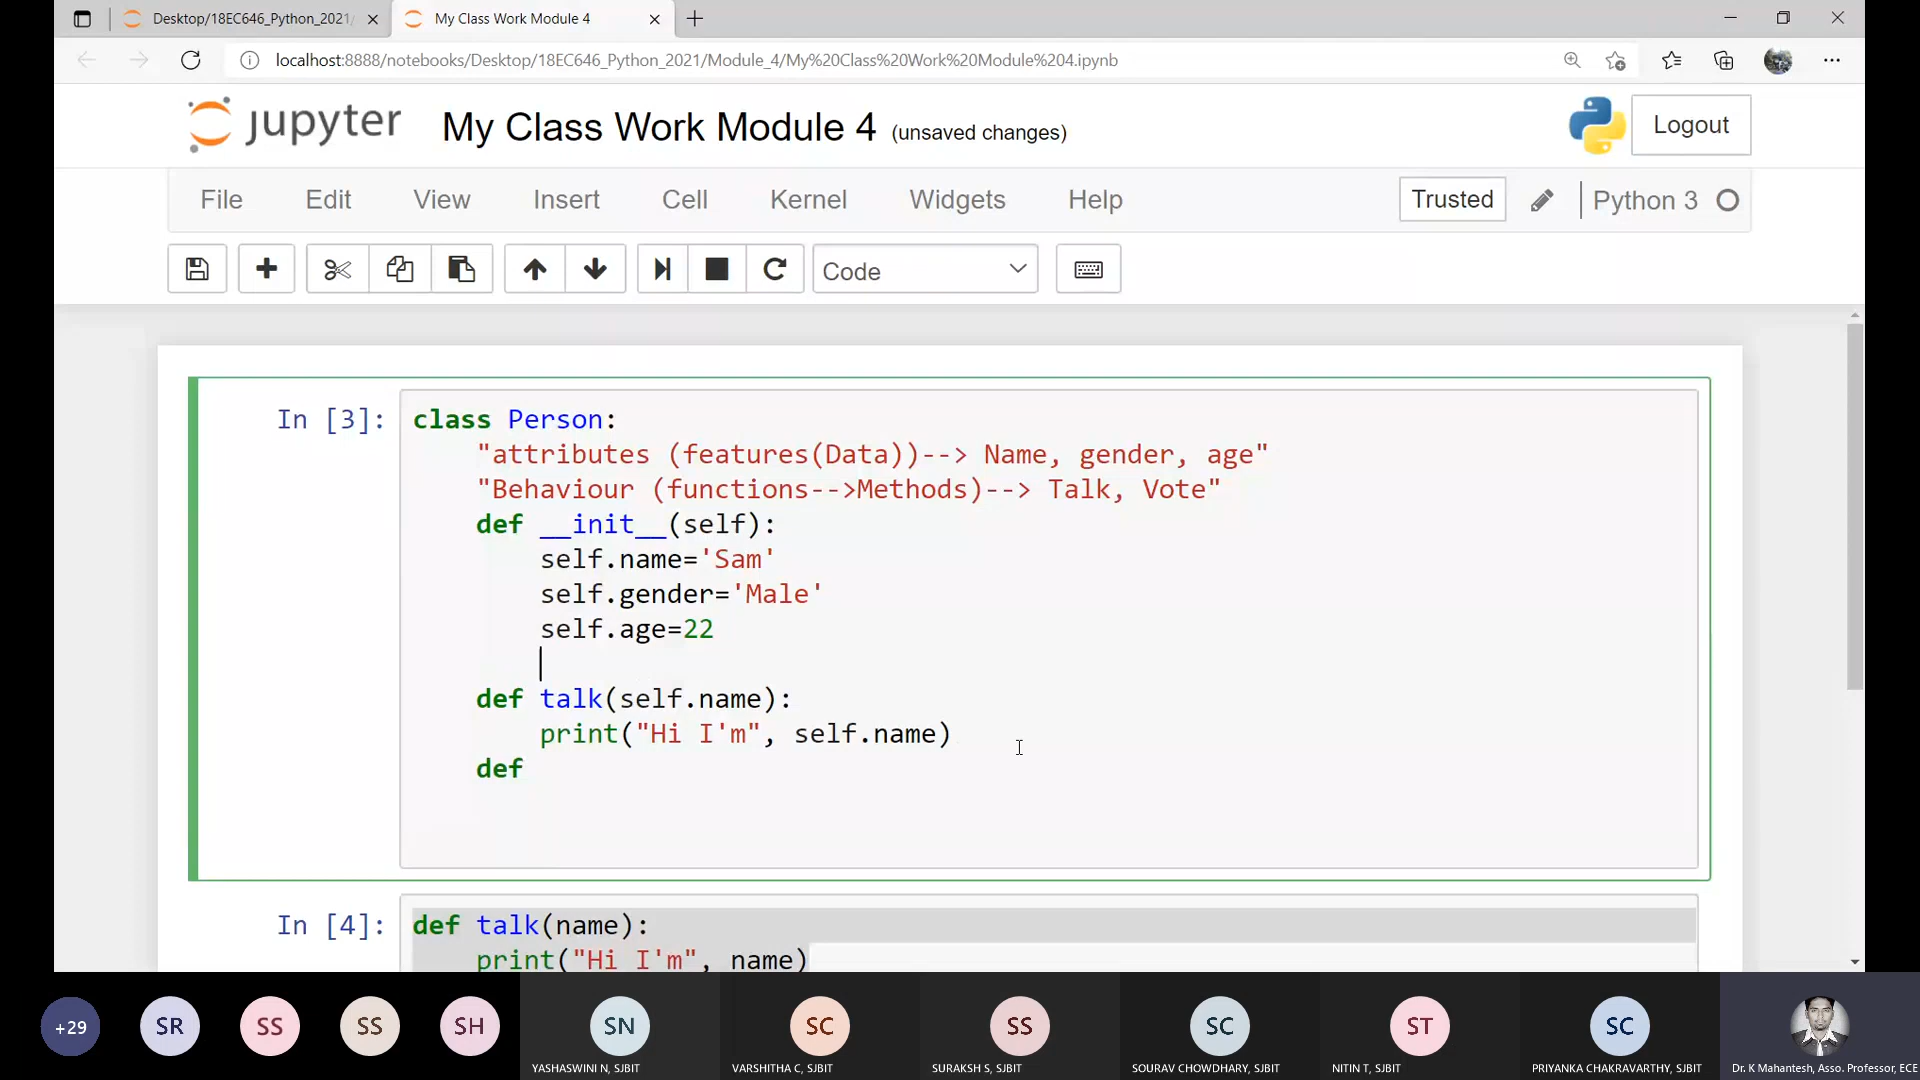 Desktop/18EC646_Python_2021/
My Class Work Module 4
localhost:8888/notebooks/Desktop/18EC646_Python_2021/Module_4/My%20Class%20Work%20Module%204.ipynb
jupyter My Class Work Module 4 (unsaved changes) Logout
File Edit View Insert Cell Kernel Widgets Help Trusted Python 3
Code
In [3]: class Person:
"attributes (features(Data))--> Name, gender, age"
"Behaviour (functions-->Methods)--> Talk, Vote"
def __init__(self):
self.name='Sam'
self.gender='Male'
self.age=22
def talk(self.name):
print("Hi I'm", self.name)
def
In [4]: def talk(name):
print("Hi I'm", name)
+29 SR SS SS SH SN SC SS SC ST SC
YASHASWINI N, SJBIT VARSHITHA C, SJBIT SURAKSH S, SJBIT SOURAV CHOWDHARY, SJBIT NITIN T, SJBIT PRIYANKA CHAKRAVARTHY, SJBIT Dr. K Mahantesh, Asso. Professor, ECE